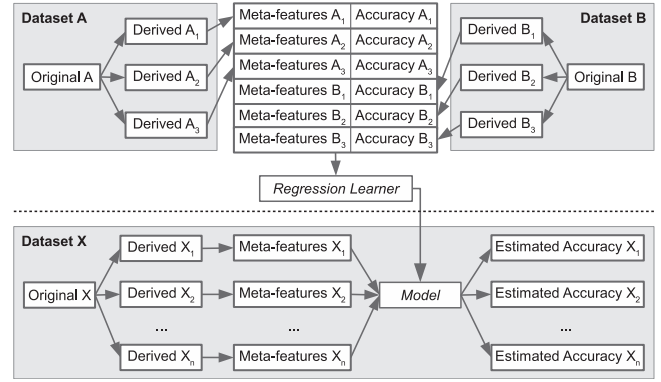 Dataset A
Original A
Derived A1
Derived A2
Derived A3
Meta-features A1 Accuracy A1
Meta-features A2 Accuracy A2
Meta-features A3 Accuracy A3
Meta-features B1 Accuracy B1
Meta-features B2 Accuracy B2
Meta-features B3 Accuracy B3
Dataset B
Derived B1
Derived B2
Derived B3
Original B
Regression Learner
Dataset X
Original X
Derived X1
Derived X2
...
Derived Xn
Meta-features X1
Meta-features X2
...
Meta-features Xn
Model
Estimated Accuracy X1
Estimated Accuracy X2
...
Estimated Accuracy Xn